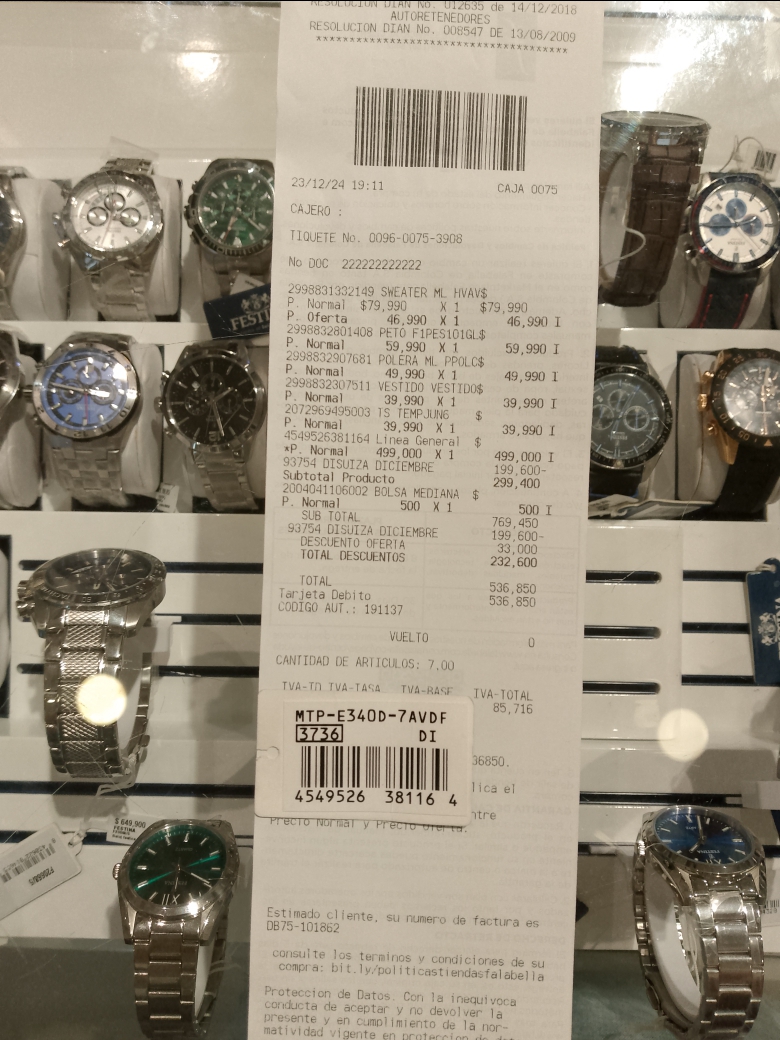 RESOLUCION DIAN No. 012635 de 14/12/2018
AUTORETENEDORES
RESOLUCION DIAN No. 008547 DE 13/08/2009
****************************************
23/12/24 19:11 CAJA 0075
CAJERO :
TIQUETE No. 0096-0075-3908
No DOC 222222222222
2998831332149 SWEATER ML HVAV$
P. Normal $79,990 X 1 $79,990
P. Oferta 46,990 X 1 46,990 I
2998832801408 PETO F1PES101GL$
P. Normal 59,990 X 1 59,990 I
2998832907681 POLERA ML PPOLC$
P. Normal 49,990 X 1 49,990 I
2998832307511 VESTIDO VESTIDO$
P. Normal 39,990 X 1 39,990 I
2072969495003 TS TEMPJUNG $
P. Normal 39,990 X 1 39,990 I
4549526381164 Linea General $
*P. Normal 499,000 X 1 499,000 I
93754 DISUIZA DICIEMBRE 199,600-
Subtotal Producto 299,400
2004041106002 BOLSA MEDIANA $
P. Normal 500 X 1 500 I
SUB TOTAL 769,450
93754 DISUIZA DICIEMBRE 199,600-
DESCUENTO OFERTA 33,000
TOTAL DESCUENTOS 232,600
TOTAL 536,850
Tarjeta Debito 536,850
CODIGO AUT.: 191137
VUELTO 0
CANTIDAD DE ARTICULOS: 7.00
IVA-TD IVA-TASA IVA-BASE IVA-TOTAL
85,716
MTP-E340D-7AVDF
3736 DI
4549526 38116 4
36850.
lica el
ntre
Precio Normal y Precio Oferta.
Estimado cliente, su numero de factura es
DB75-101862
consulte los terminos y condiciones de su
compra: bit.ly/politicastiendasfalabella
Proteccion de Datos: Con la inequivoca
conducta de aceptar y no devolver la
presente y en cumplimiento de la nor-
matividad vigente en proteccion de
$ 649,900
FESTINA
FESTI